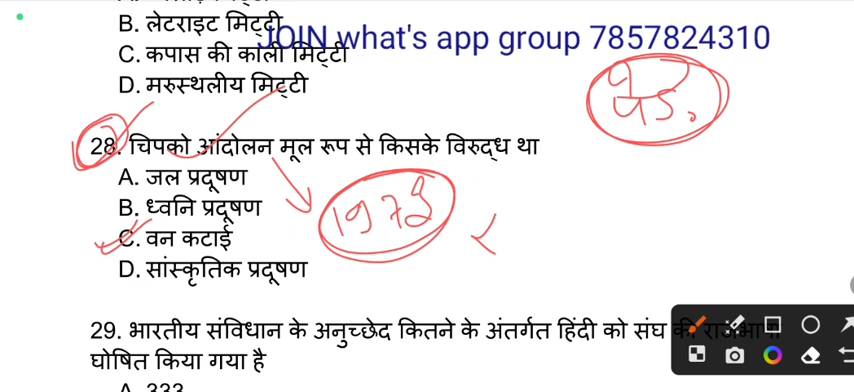 B. लेटराइट मिट्टी
JOIN what's app group 7857824310
C. कपास की काली मिट्टी
D. मरुस्थलीय मिट्टी
पेड़
28. चिपको आंदोलन मूल रूप से किसके विरुद्ध था
A. जल प्रदूषण
B. ध्वनि प्रदूषण
1973
C. वन कटाई
D. सांस्कृतिक प्रदूषण
29. भारतीय संविधान के अनुच्छेद कितने के अंतर्गत हिंदी को संघ की राजभाषा
घोषित किया गया है
A. 333